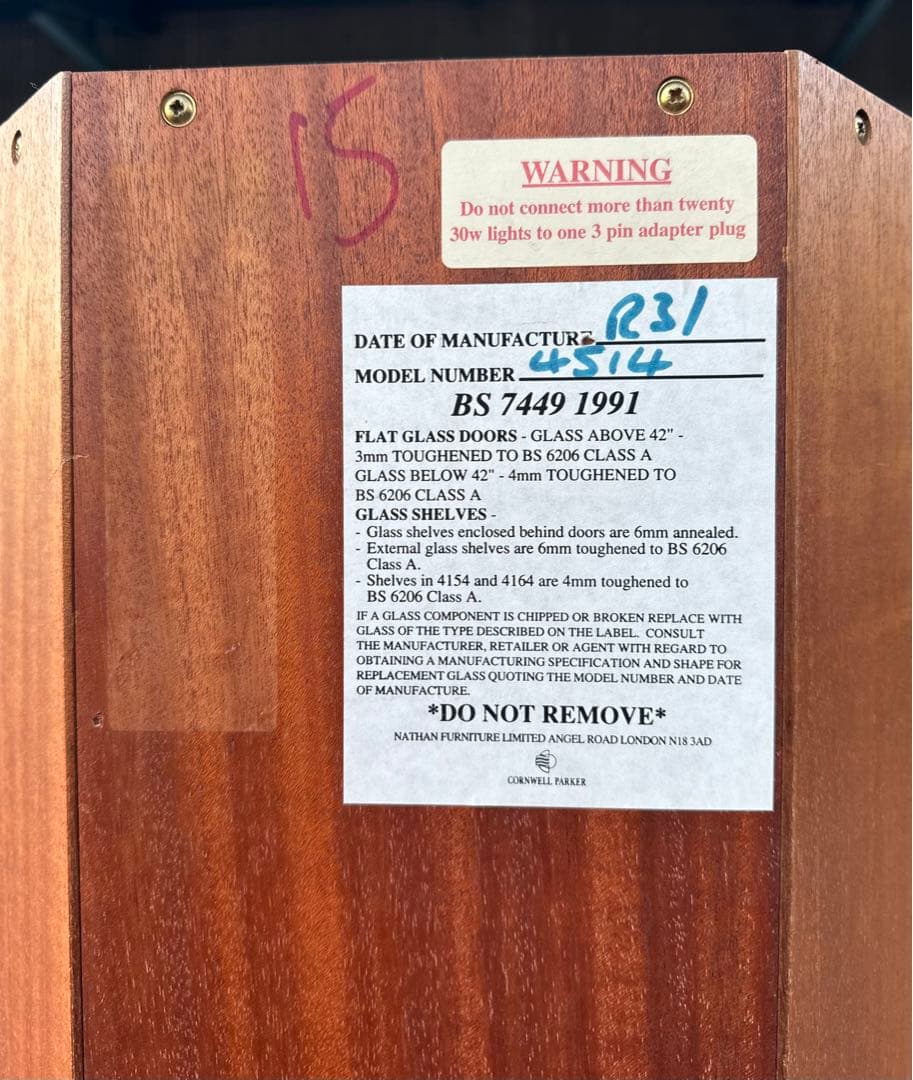 15
WARNING
Do not connect more than twenty
30w lights to one 3 pin adapter plug
DATE OF MANUFACTURE R31
MODEL NUMBER 4514
BS 7449 1991
FLAT GLASS DOORS - GLASS ABOVE 42" -
3mm TOUGHENED TO BS 6206 CLASS A
GLASS BELOW 42" - 4mm TOUGHENED TO
BS 6206 CLASS A
GLASS SHELVES -
- Glass shelves enclosed behind doors are 6mm annealed.
- External glass shelves are 6mm toughened to BS 6206
Class A.
- Shelves in 4154 and 4164 are 4mm toughened to
BS 6206 Class A.
IF A GLASS COMPONENT IS CHIPPED OR BROKEN REPLACE WITH
GLASS OF THE TYPE DESCRIBED ON THE LABEL. CONSULT
THE MANUFACTURER, RETAILER OR AGENT WITH REGARD TO
OBTAINING A MANUFACTURING SPECIFICATION AND SHAPE FOR
REPLACEMENT GLASS QUOTING THE MODEL NUMBER AND DATE
OF MANUFACTURE.
*DO NOT REMOVE*
NATHAN FURNITURE LIMITED ANGEL ROAD LONDON N18 3AD
CORNWELL PARKER